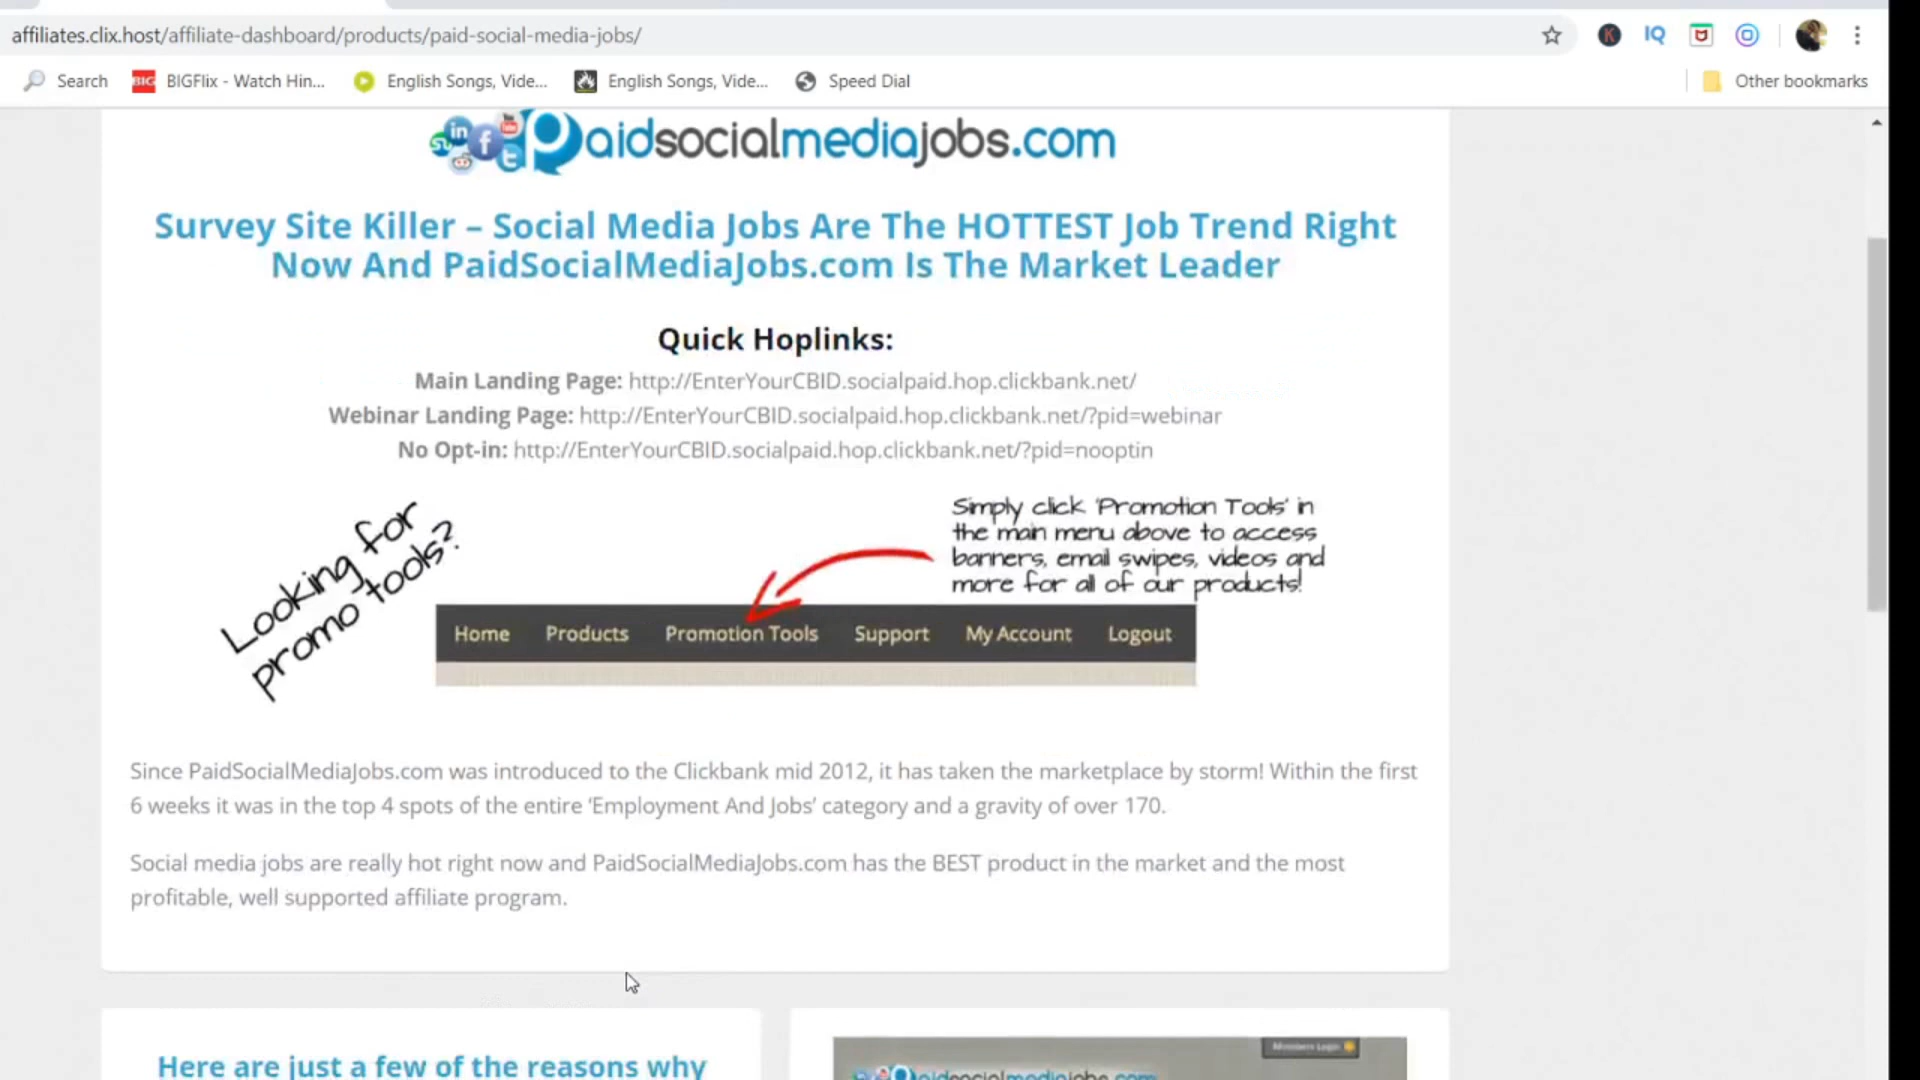 affiliates.clix.host/affiliate-dashboard/products/paid-social-media-jobs/
IQ
Search
BIG
BIGFlix - Watch Hin...
English Songs, Vide...
English Songs, Vide...
Speed Dial
Other bookmarks
Paidsocialmediajobs.com
Survey Site Killer – Social Media Jobs Are The HOTTEST Job Trend Right
Now And PaidSocialMediaJobs.com Is The Market Leader
Quick Hoplinks:
Main Landing Page: http://EnterYourCBID.socialpaid.hop.clickbank.net/
Webinar Landing Page: http://EnterYourCBID.socialpaid.hop.clickbank.net/?pid=webinar
No Opt-in: http://EnterYourCBID.socialpaid.hop.clickbank.net/?pid=nooptin
Looking for
promo tools?
Simply click 'Promotion Tools' in
the main menu above to access
banners, email swipes, videos and
more for all of our products!
Home Products Promotion Tools Support My Account Logout
Since PaidSocialMediaJobs.com was introduced to the Clickbank mid 2012, it has taken the marketplace by storm! Within the first
6 weeks it was in the top 4 spots of the entire ‘Employment And Jobs’ category and a gravity of over 170.
Social media jobs are really hot right now and PaidSocialMediaJobs.com has the BEST product in the market and the most
profitable, well supported affiliate program.
Here are just a few of the reasons why
Members Login
Paidsocialmediajobs.com